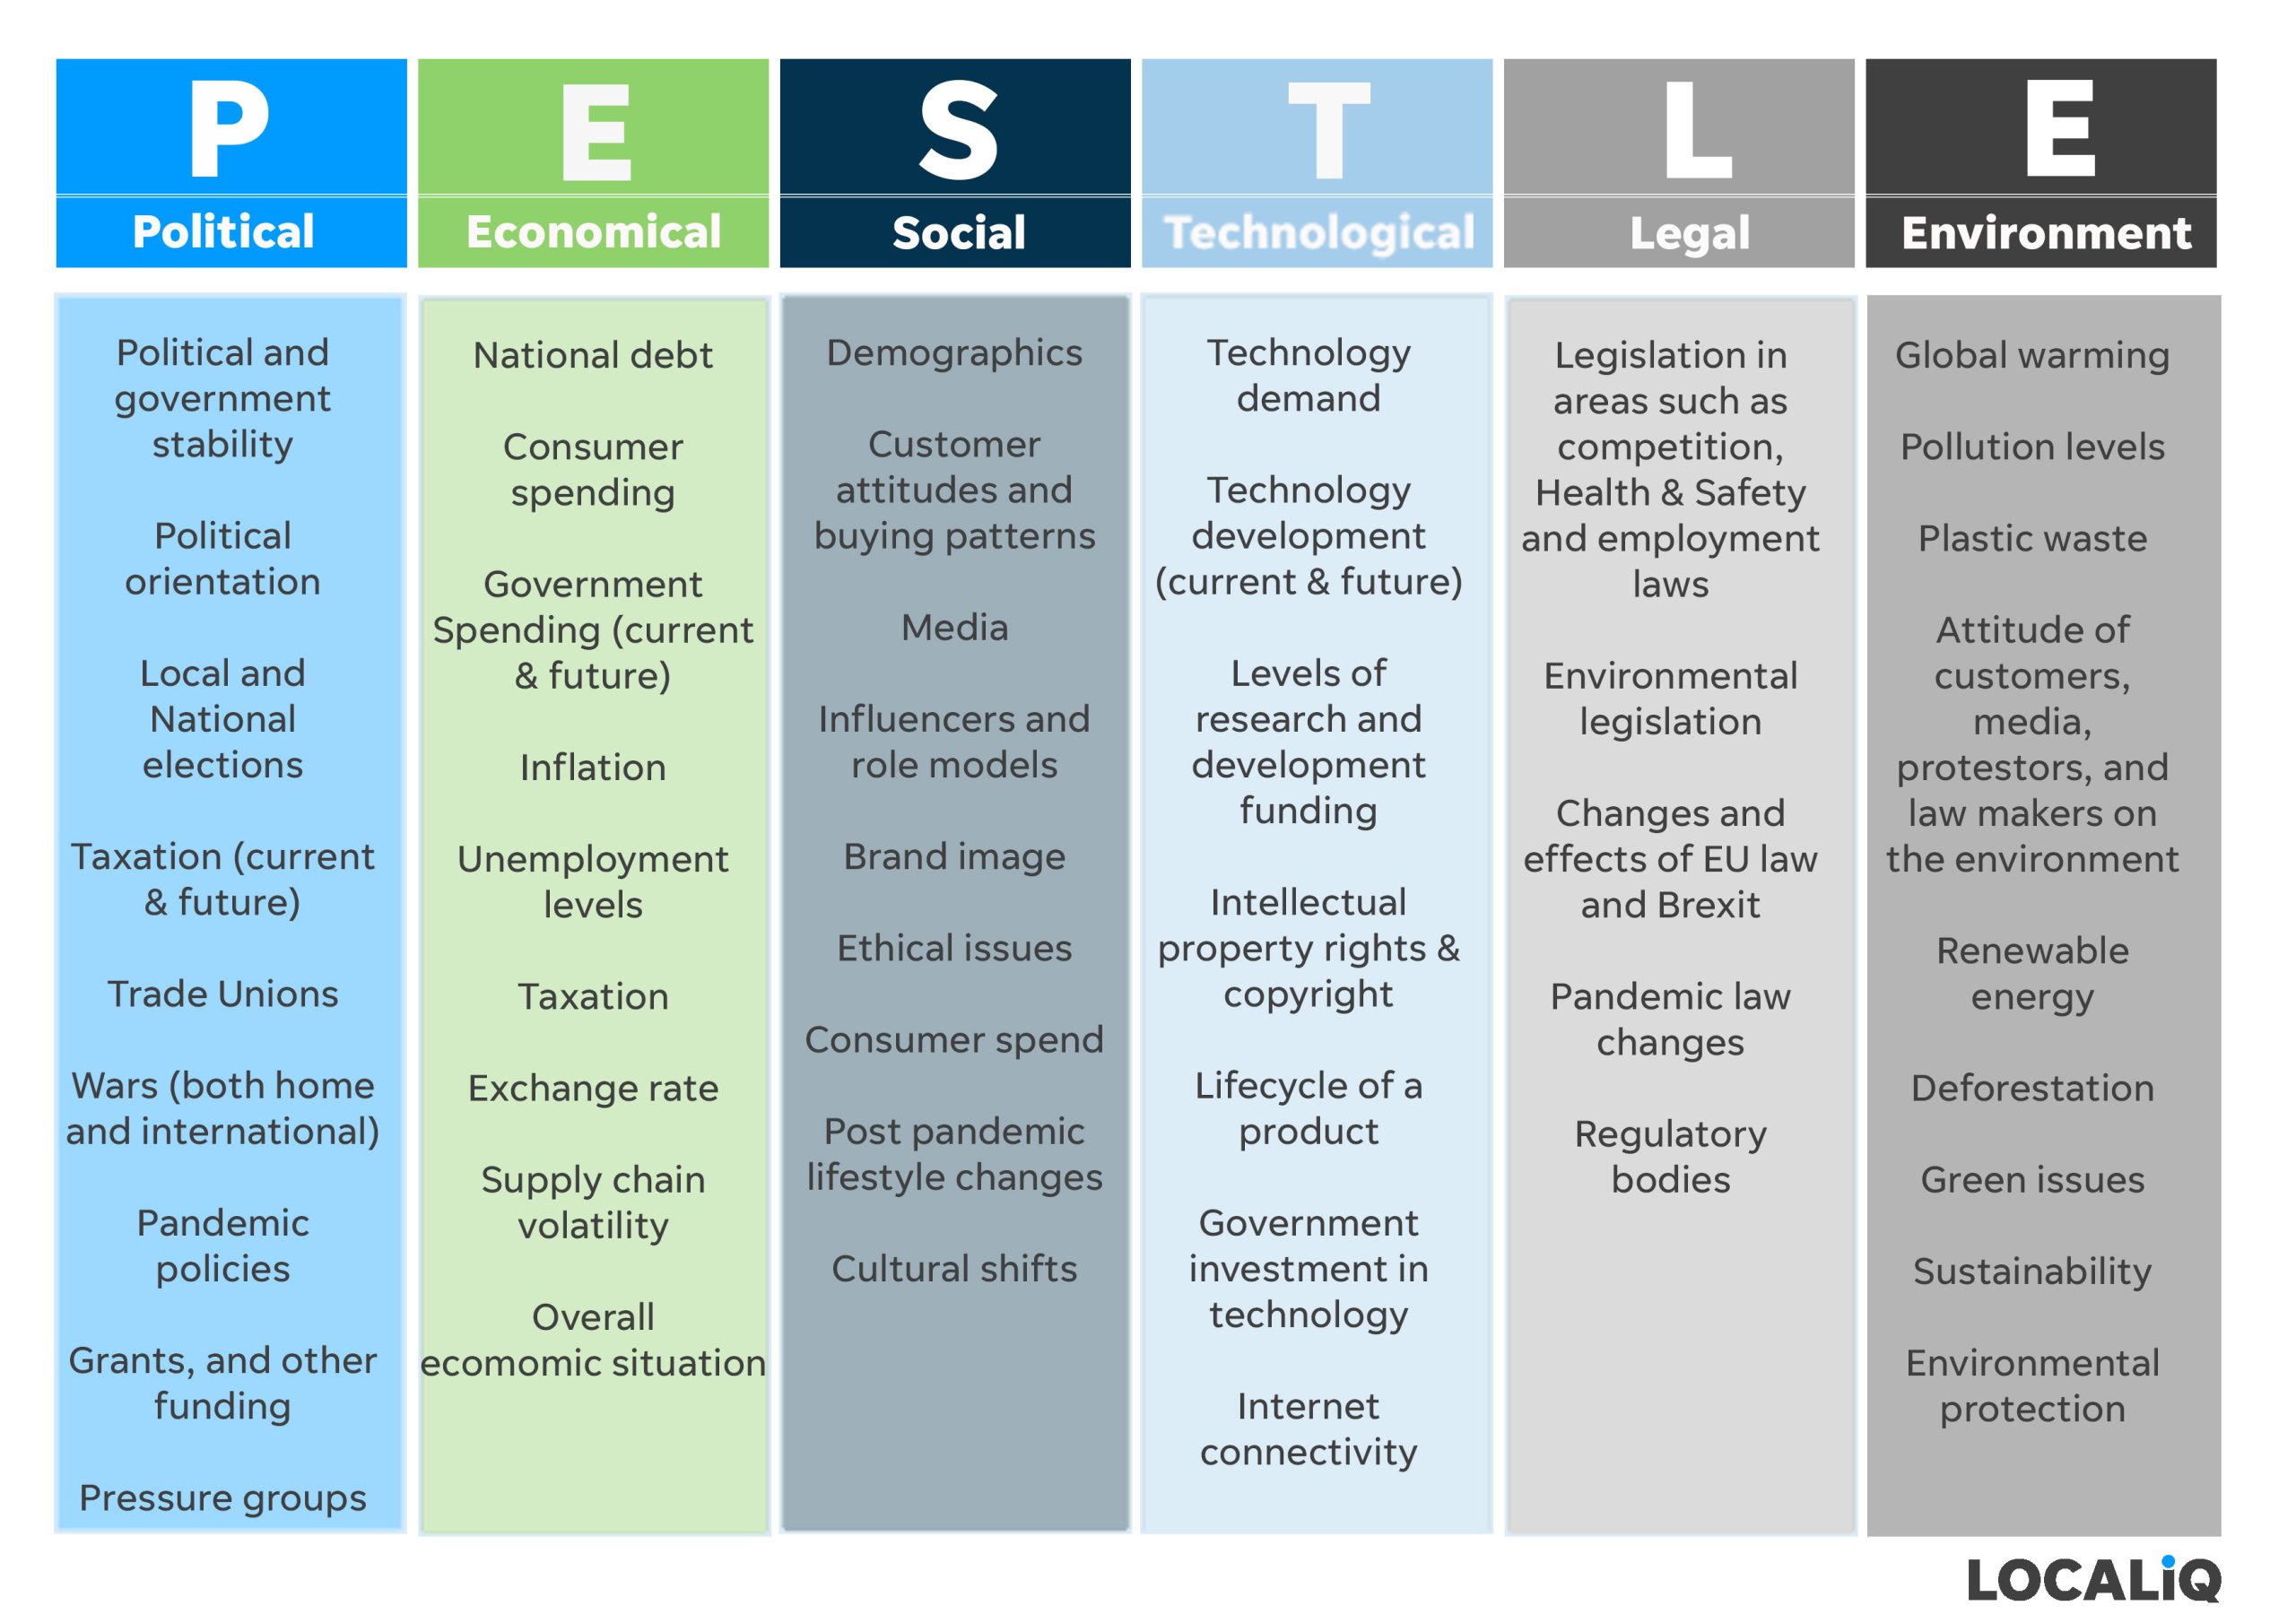 P
Political
Political and
government
stability
Political
orientation
Local and
National
elections
Taxation (current
& future)
Trade Unions
Wars (both home
and international)
Pandemic
policies
Grants, and other
funding
Pressure groups
E
Economical
National debt
Consumer
spending
Government
Spending (current
& future)
Inflation
Unemployment
levels
Taxation
Exchange rate
Supply chain
volatility
Overall
ecomomic situation
S
Social
Demographics
Customer
attitudes and
buying patterns
Media
Influencers and
role models
Brand image
Ethical issues
Consumer spend
Post pandemic
lifestyle changes
Cultural shifts
T
Technological
Technology
demand
Technology
development
(current & future)
Levels of
research and
development
funding
Intellectual
property rights &
copyright
Lifecycle of a
product
Government
investment in
technology
Internet
connectivity
L
Legal
Legislation in
areas such as
competition,
Health & Safety
and employment
laws
Environmental
legislation
Changes and
effects of EU law
and Brexit
Pandemic law
changes
Regulatory
bodies
E
Environment
Global warming
Pollution levels
Plastic waste
Attitude of
customers,
media,
protestors, and
law makers on
the environment
Renewable
energy
Deforestation
Green issues
Sustainability
Environmental
protection
LOCALiQ